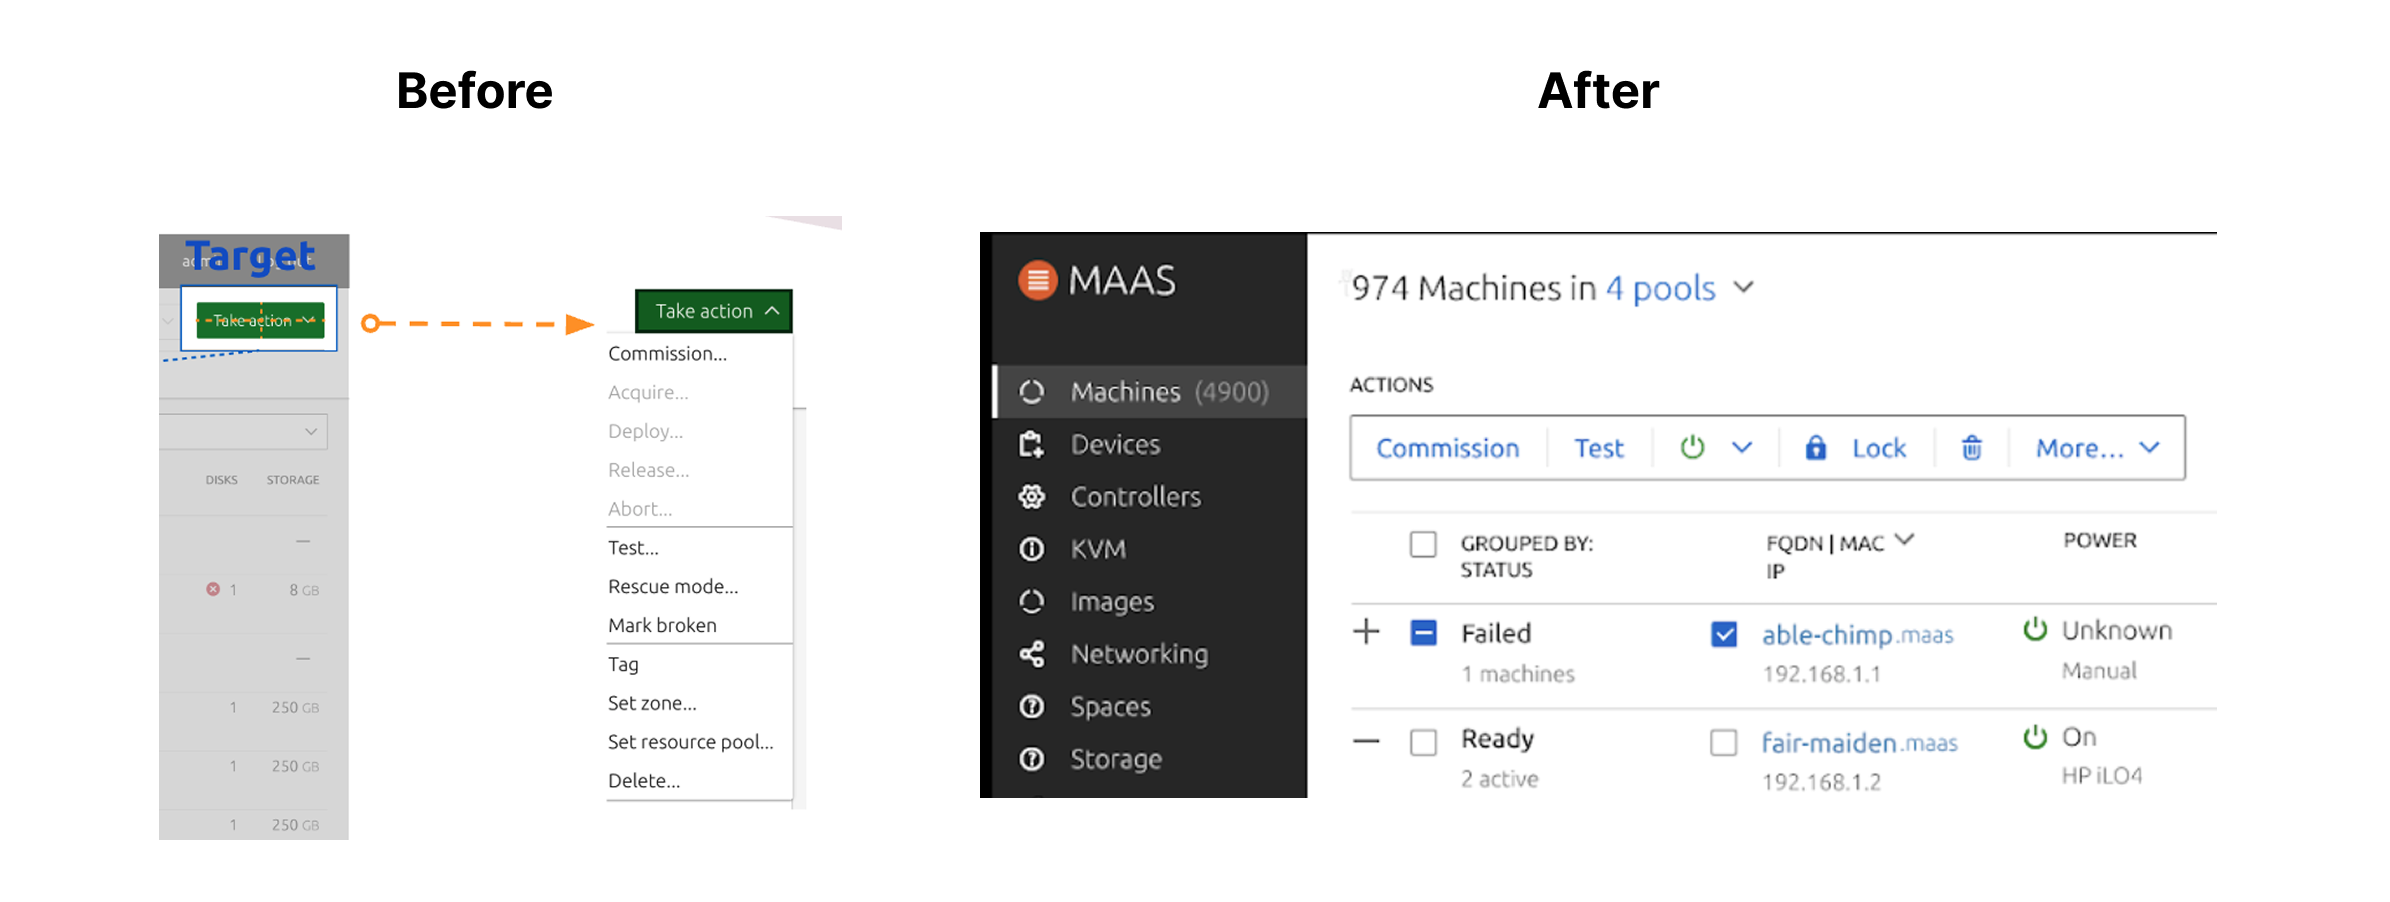 Before
After
Target
Take action
DISKS
STORAGE
—
1
8 GB
—
1
250 GB
1
250 GB
1
250 GB
Take action
Commission...
Acquire...
Deploy...
Release...
Abort...
Test...
Rescue mode...
Mark broken
Tag
Set zone...
Set resource pool...
Delete...
MAAS
Machines (4900)
Devices
Controllers
KVM
Images
Networking
Spaces
Storage
974 Machines in 4 pools
ACTIONS
Commission
Test
Lock
More...
GROUPED BY:
STATUS
FQDN | MAC
IP
POWER
Failed
1 machines
able-chimp.maas
192.168.1.1
Unknown
Manual
Ready
2 active
fair-maiden.maas
192.168.1.2
On
HP iLO4